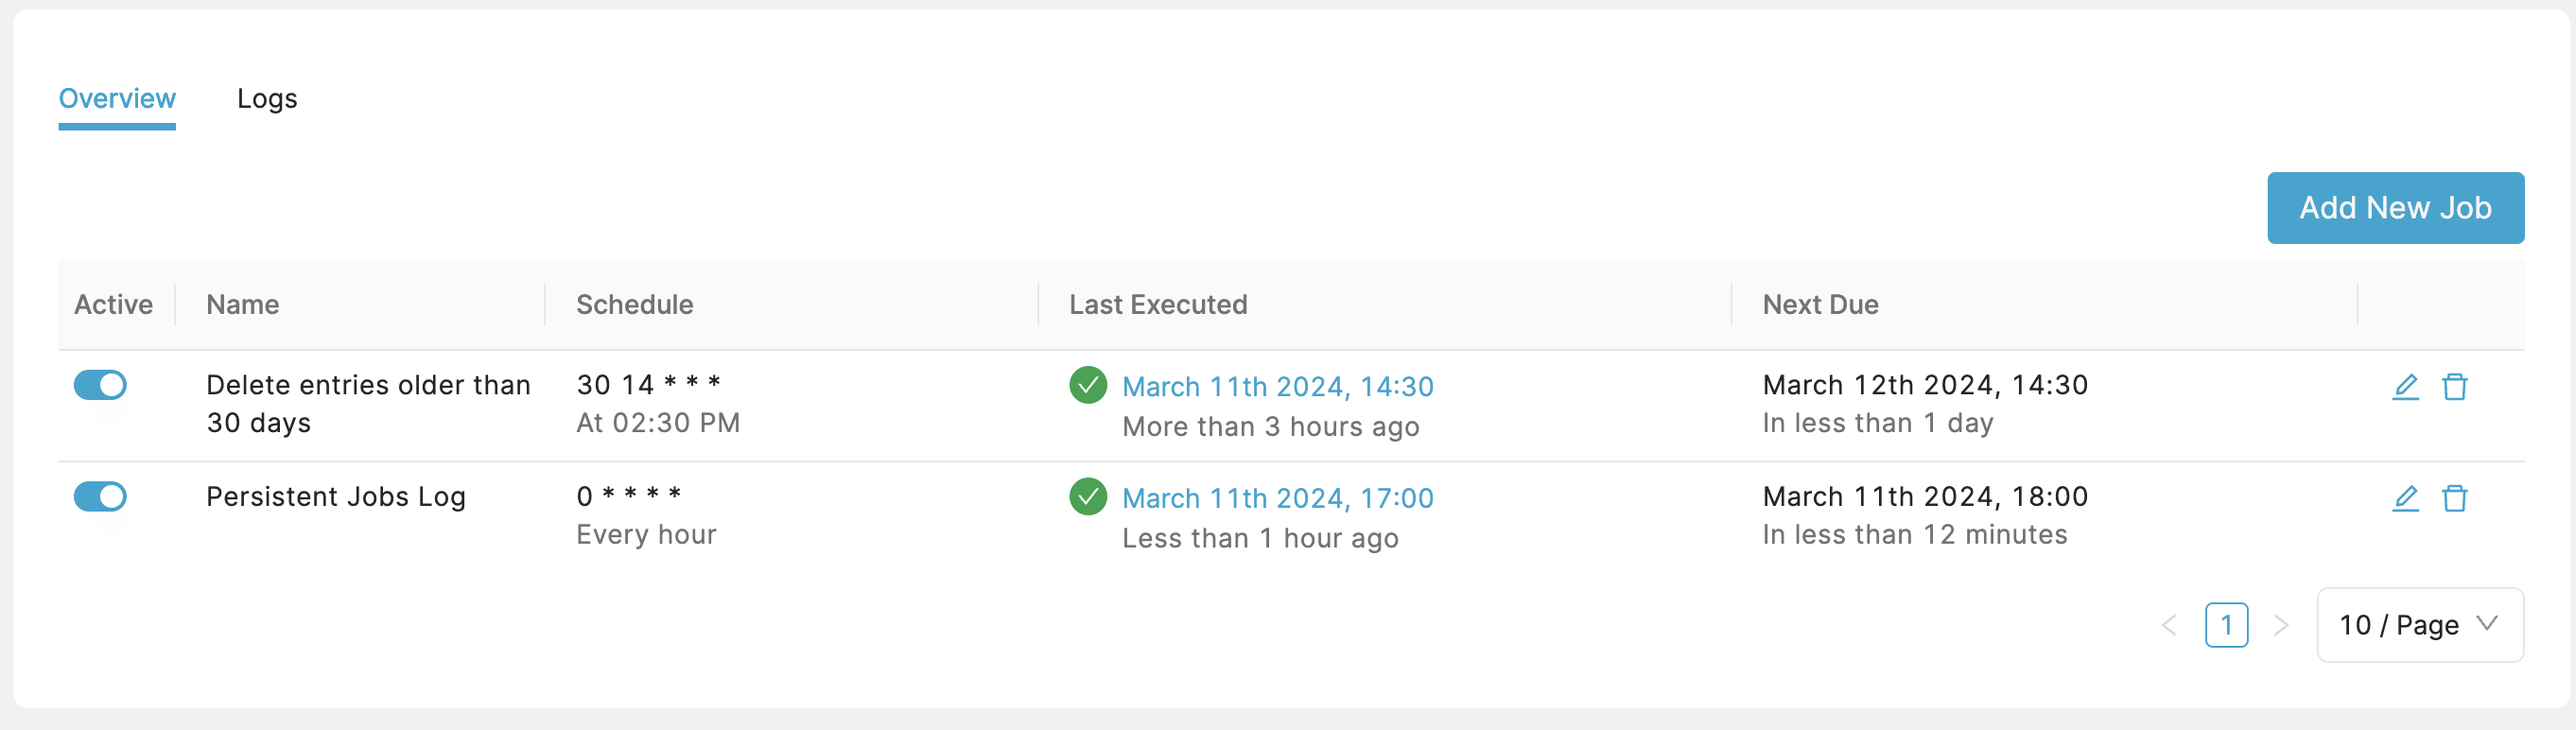 Overview Logs
Add New Job
Active Name Schedule Last Executed Next Due
Delete entries older than 30 14 * * * March 11th 2024, 14:30 March 12th 2024, 14:30
30 days At 02:30 PM More than 3 hours ago In less than 1 day
Persistent Jobs Log 0 * * * * March 11th 2024, 17:00 March 11th 2024, 18:00
Every hour Less than 1 hour ago In less than 12 minutes
1 10 / Page